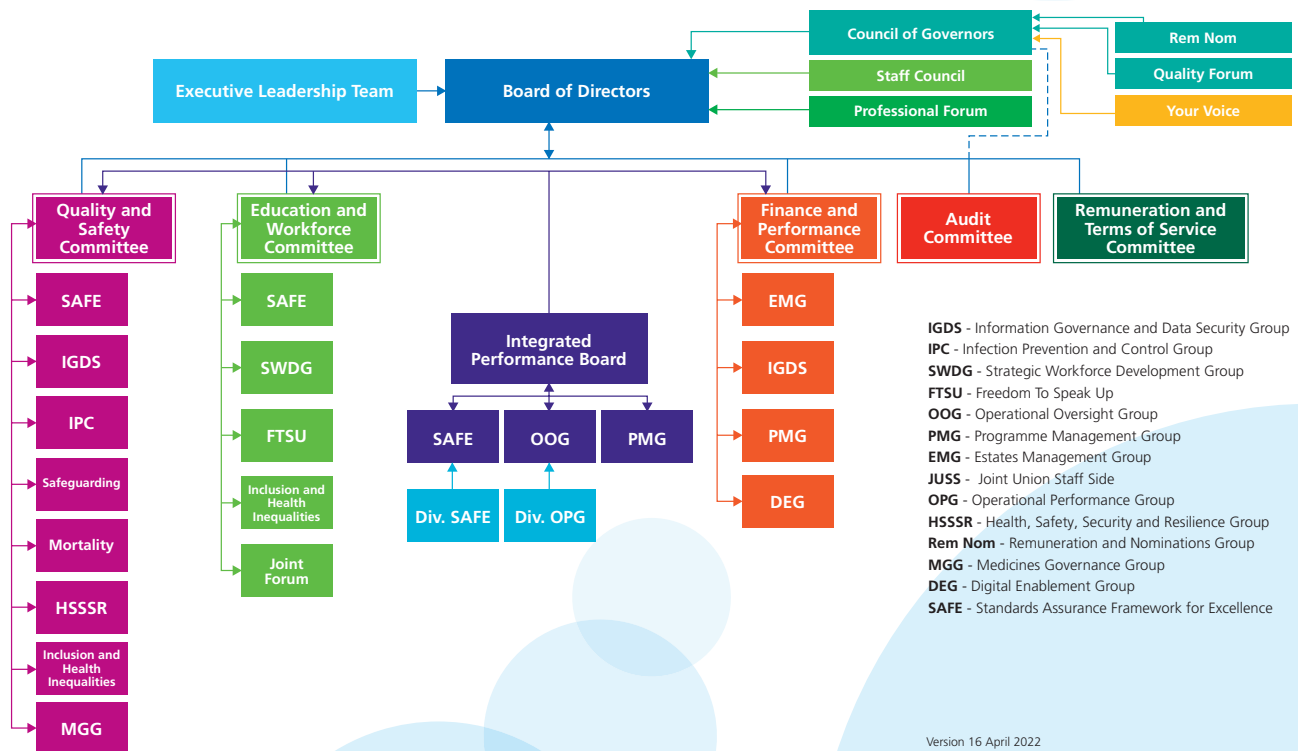 Council of Governors
Rem Nom
Executive Leadership Team
Board of Directors
Staff Council
Quality Forum
Professional Forum
Your Voice
Quality and
Safety
Committee
Education and
Workforce
Committee
Finance and
Performance
Committee
Audit
Committee
Remuneration and
Terms of Service
Committee
SAFE
IGDS
IPC
Safeguarding
Mortality
HSSSR
Inclusion and
Health
Inequalities
MGG
SAFE
SWDG
FTSU
Inclusion and
Health
Inequalities
Joint
Forum
Integrated
Performance Board
SAFE
OOG
PMG
Div. SAFE
Div. OPG
EMG
IGDS
PMG
DEG
IGDS - Information Governance and Data Security Group
IPC - Infection Prevention and Control Group
SWDG - Strategic Workforce Development Group
FTSU - Freedom To Speak Up
OOG - Operational Oversight Group
PMG - Programme Management Group
EMG - Estates Management Group
JUSS - Joint Union Staff Side
OPG - Operational Performance Group
HSSSR - Health, Safety, Security and Resilience Group
Rem Nom - Remuneration and Nominations Group
MGG - Medicines Governance Group
DEG - Digital Enablement Group
SAFE - Standards Assurance Framework for Excellence
Version 16 April 2022